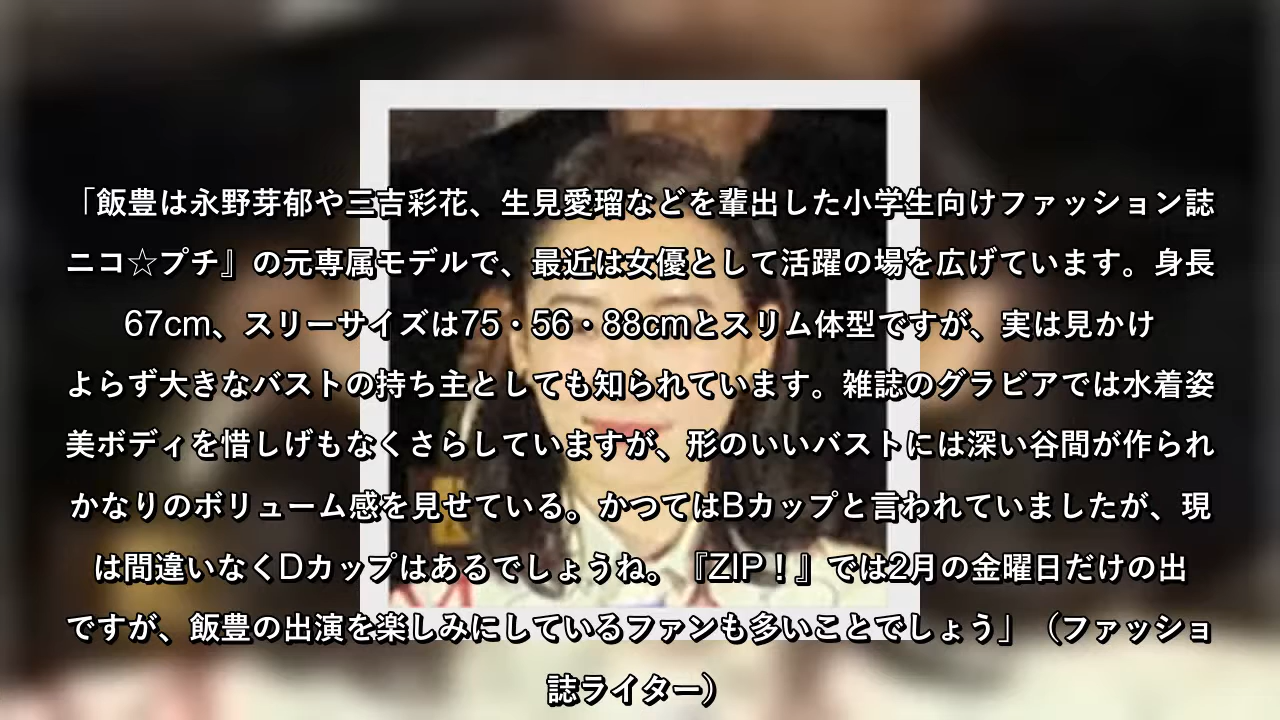 「飯豊は永野芽郁や三吉彩花、生見愛瑠などを輩出した小学生向けファッション誌
ニコ☆プチ』の元専属モデルで、最近は女優として活躍の場を広げています。身長
67cm、スリーサイズは75・56・88cmとスリム体型ですが、実は見かけ
よらず大きなバストの持ち主としても知られています。雑誌のグラビアでは水着姿
美ボディを惜しげもなくさらしていますが、形のいいバストには深い谷間が作られ
かなりのボリューム感を見せている。かつてはBカップと言われていましたが、現
は間違いなくDカップはあるでしょうね。『ZIP！』では2月の金曜日だけの出
ですが、飯豊の出演を楽しみにしているファンも多いことでしょう」（ファッショ
誌ライター）